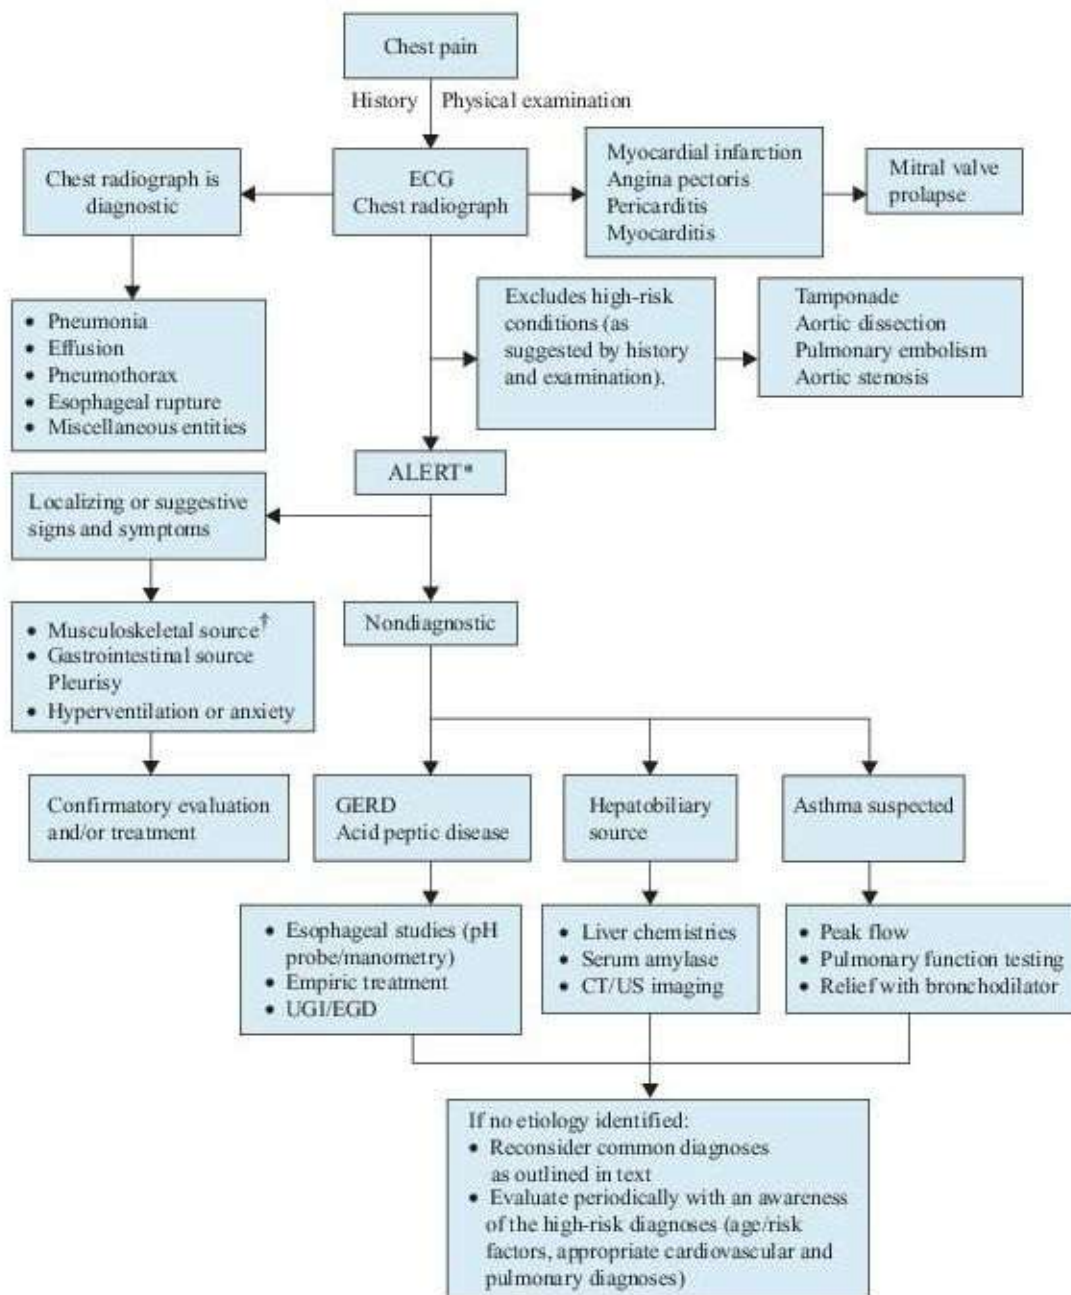 Chest pain
History
Physical examination
Chest radiograph is
diagnostic
ECG
Chest radiograph
Myocardial infarction
Angina pectoris
Pericarditis
Myocarditis
Mitral valve
prolapse
• Pneumonia
• Effusion
• Pneumothorax
• Esophageal rupture
• Miscellaneous entities
Excludes high-risk
conditions (as
suggested by history
and examination).
Tamponade
Aortic dissection
Pulmonary embolism
Aortic stenosis
ALERT*
Localizing or suggestive
signs and symptoms
• Musculoskeletal source†
• Gastrointestinal source
Pleurisy
• Hyperventilation or anxiety
Nondiagnostic
Confirmatory evaluation
and/or treatment
GERD
Acid peptic disease
Hepatobiliary
source
Asthma suspected
• Esophageal studies (pH
probe/manometry)
• Empiric treatment
• UGI/EGD
• Liver chemistries
• Serum amylase
• CT/US imaging
• Peak flow
• Pulmonary function testing
• Relief with bronchodilator
If no etiology identified:
• Reconsider common diagnoses
as outlined in text
• Evaluate periodically with an awareness
of the high-risk diagnoses (age/risk
factors, appropriate cardiovascular and
pulmonary diagnoses)